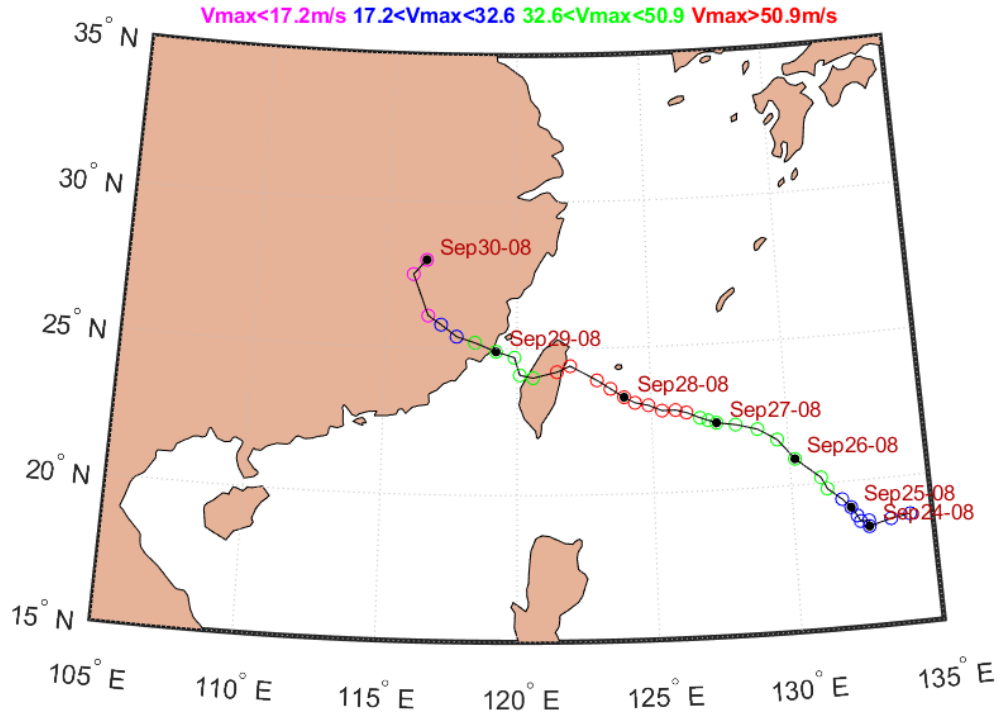 Vmax<17.2m/s 17.2<Vmax<32.6 32.6<Vmax<50.9 Vmax>50.9m/s
35° N
30° N
25° N
20° N
15° N
Sep30-08
Sep29-08
Sep28-08
Sep27-08
Sep26-08
Sep25-08
Sep24-08
105° E
110° E
115° E
120° E
125° E
130° E
135° E